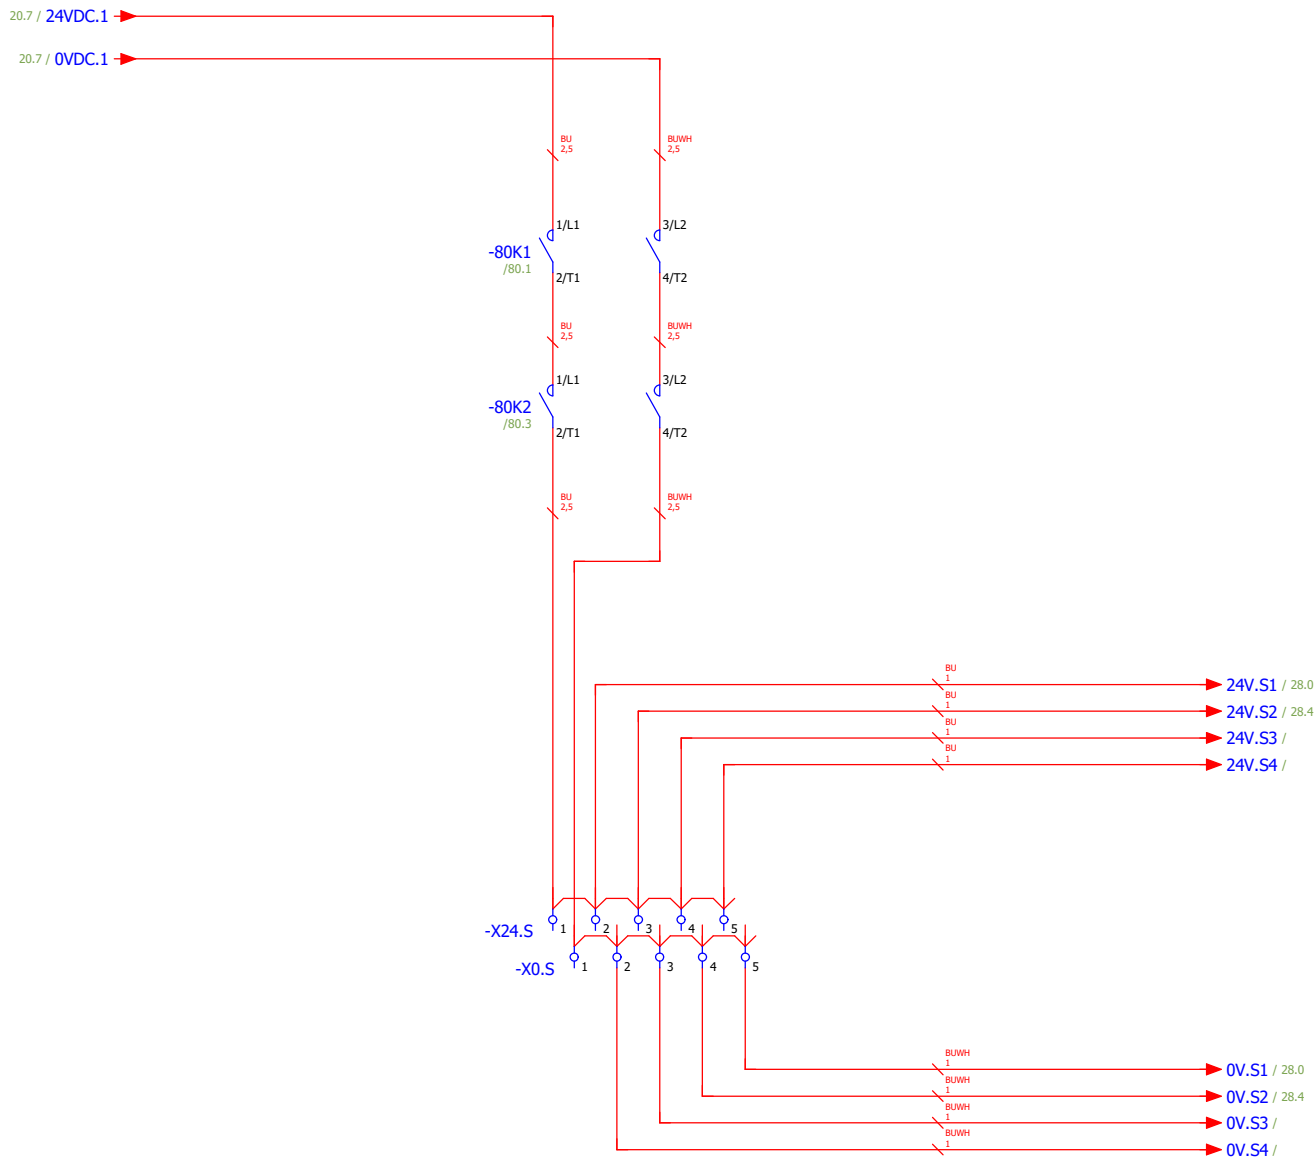 20.7 / 24VDC.1
20.7 / 0VDC.1
BU
2,5
BUWH
2,5
1/L1
3/L2
-80K1
/80.1
2/T1
4/T2
BU
2,5
BUWH
2,5
1/L1
3/L2
-80K2
/80.3
2/T1
4/T2
BU
2,5
BUWH
2,5
BU
1
24V.S1 / 28.0
BU
1
24V.S2 / 28.4
BU
1
24V.S3 /
BU
1
24V.S4 /
-X24.S 1 2 3 4 5
-X0.S 1 2 3 4 5
BUWH
1
0V.S1 / 28.0
BUWH
1
0V.S2 / 28.4
BUWH
1
0V.S3 /
BUWH
1
0V.S4 /